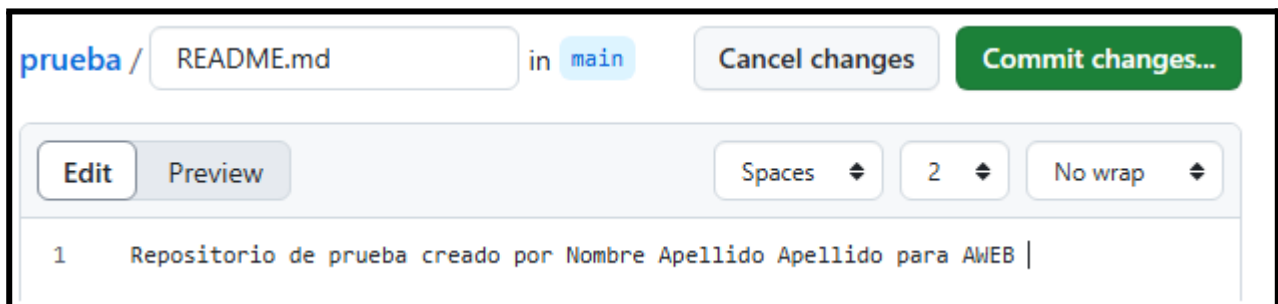 prueba / README.md in main Cancel changes Commit changes...
Edit Preview Spaces 2 No wrap
1 Repositorio de prueba creado por Nombre Apellido Apellido para AWEB